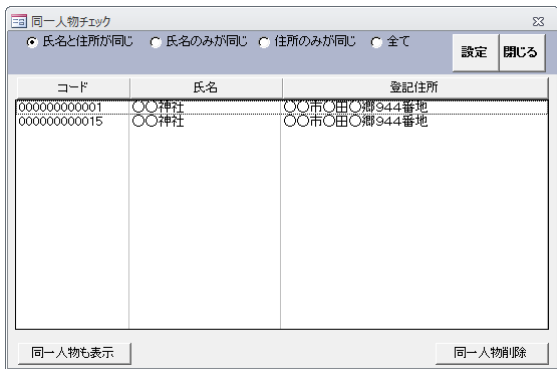 同一人物チェック
氏名と住所が同じ 氏名のみが同じ 住所のみが同じ 全て 設定 閉じる
コード 氏名 登記住所
000000000001 〇〇神社 〇〇市〇田〇郷944番地
000000000015 〇〇神社 〇〇市〇田〇郷944番地
同一人物も表示 同一人物削除